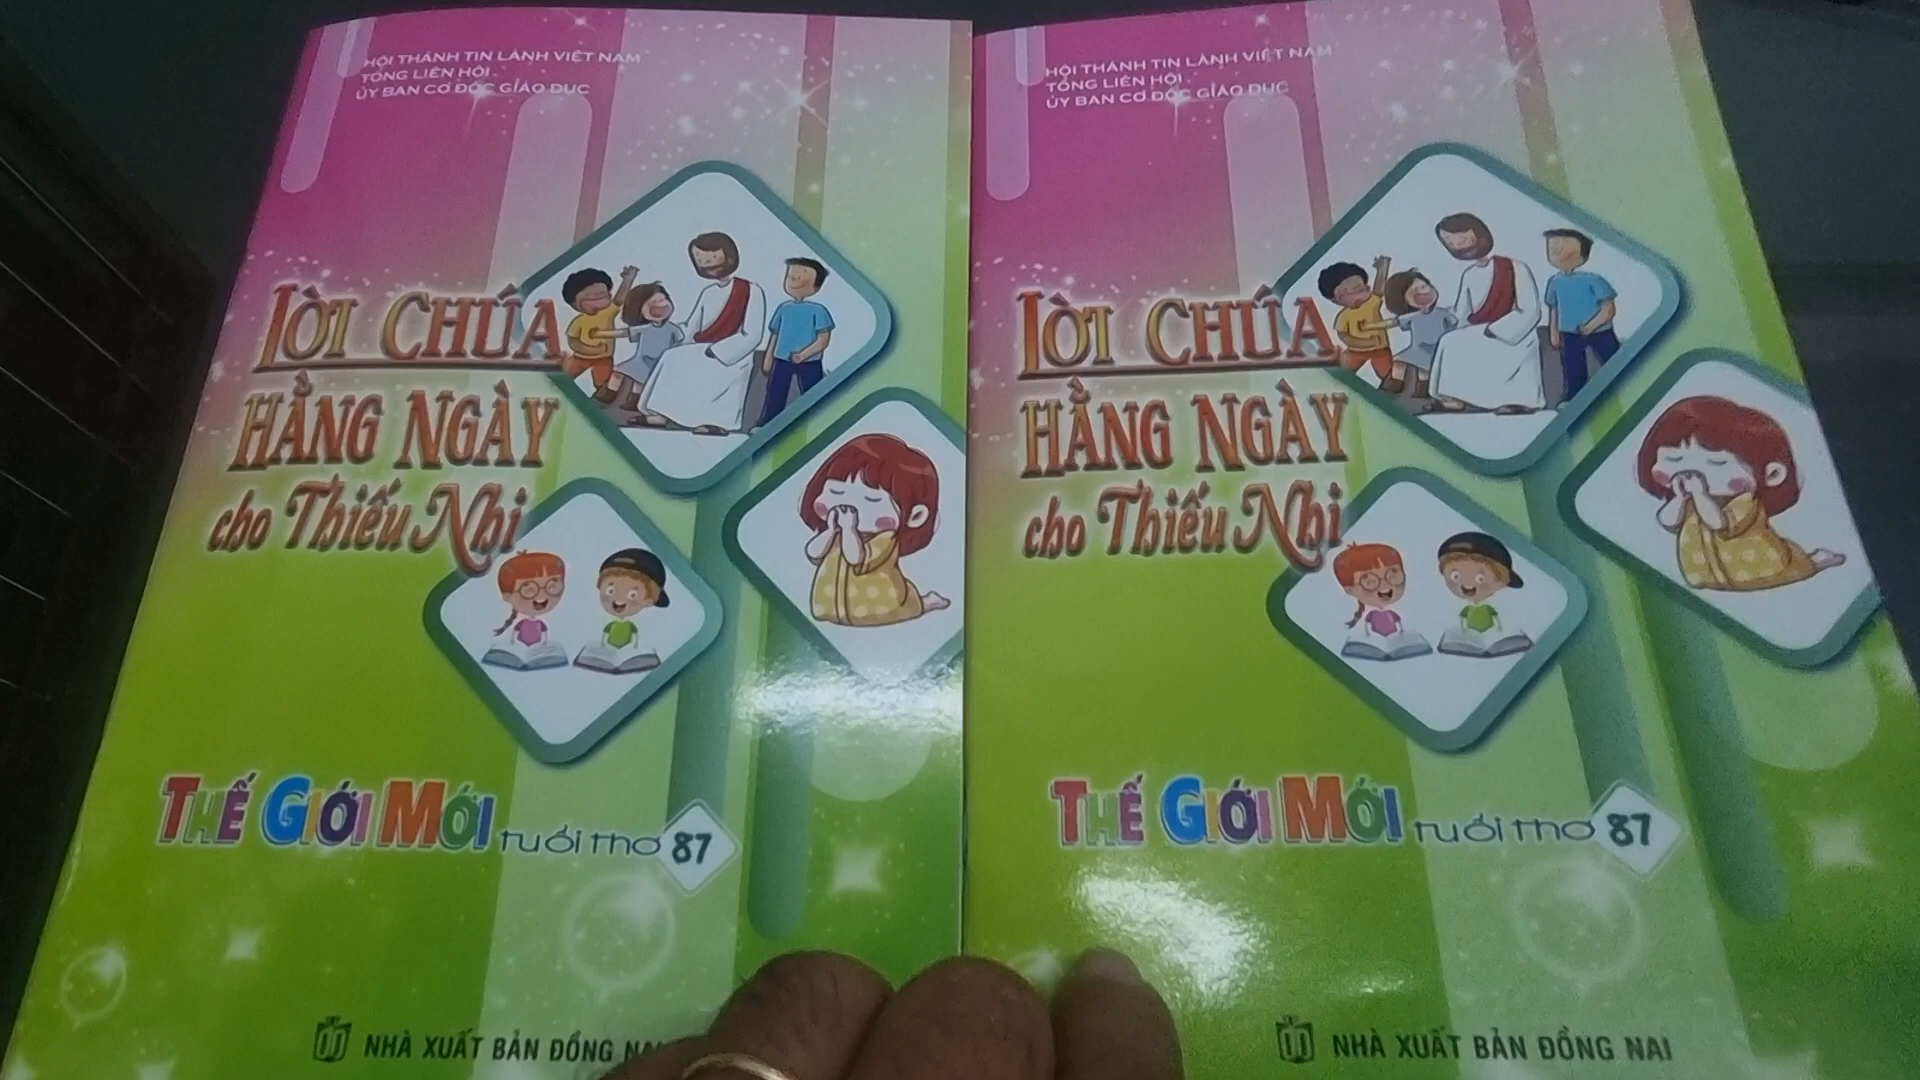 HỘI THÁNH TIN LÀNH VIỆT NAM
TỔNG LIÊN HỘI
ỦY BAN CƠ ĐỐC GIÁO DỤC
LỜI CHÚA
HẰNG NGÀY
cho Thiếu Nhi
THẾ GIỚI MỚI tuổi thơ 87
NHÀ XUẤT BẢN ĐỒNG NAI
HỘI THÁNH TIN LÀNH VIỆT NAM
TỔNG LIÊN HỘI
ỦY BAN CƠ ĐỐC GIÁO DỤC
LỜI CHÚA
HẰNG NGÀY
cho Thiếu Nhi
THẾ GIỚI MỚI tuổi thơ 87
NHÀ XUẤT BẢN ĐỒNG NAI